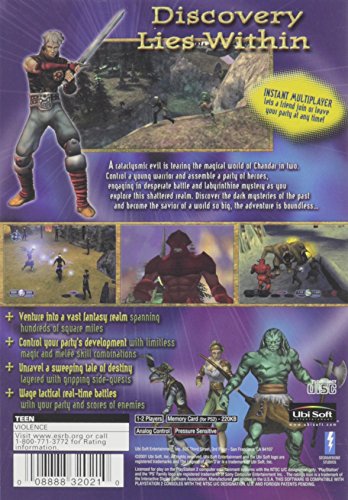 Discovery
Lies Within
INSTANT MULTIPLAYER
lets a friend join or leave
your party at any time!
A cataclysmic evil is tearing the magical world of Chandar in two.
Control a young warrior and assemble a party of heroes,
engaging in desperate battle and labyrinthine mystery as you
explore this shattered realm. Discover the dark mysteries of the past
and become the savior of a world so big, the adventure is boundless...
Venture into a vast fantasy realm spanning
hundreds of square miles
Control your party's development with limitless
magic and melee skill combinations
Unravel a sweeping tale of destiny
layered with gripping side-quests
Wage tactical real-time battles
with your party and scores of enemies
TEEN
VIOLENCE
Visit www.esrb.org or call
1-800-771-3772 for Rating
Information.
1-2 Players
Memory Card (for PS2) - 220KB
Analog Control
Pressure Sensitive
disc
Ubi Soft
www.ubisoft.com
STORMFRONT
STUDIOS
0 08888 32021 0